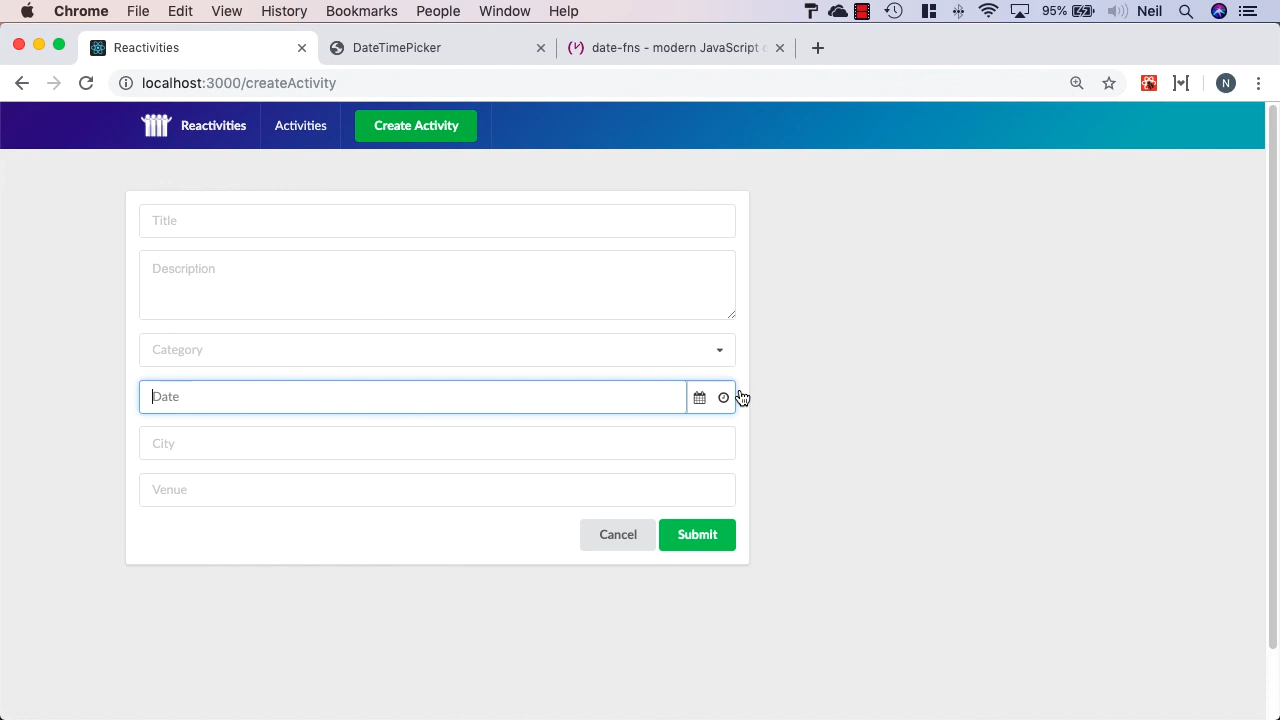 Chrome File Edit View History Bookmarks People Window Help 95% Neil
Reactivities DateTimePicker date-fns - modern JavaScript
localhost:3000/createActivity N
Reactivities Activities Create Activity
Title
Description
Category
Date
City
Venue
Cancel Submit